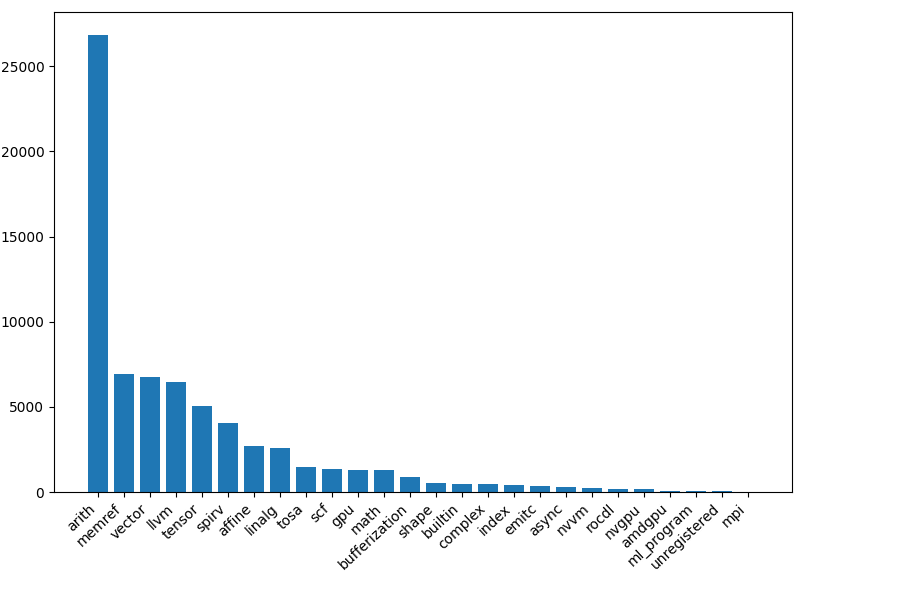 25000
20000
15000
10000
5000
0
arith
memref
vector
llvm
tensor
spirv
affine
linalg
tosa
scf
gpu
math
bufferization
shape
builtin
complex
index
emitc
async
nvvm
rocdl
nvgpu
amdgpu
ml_program
unregistered
mpi